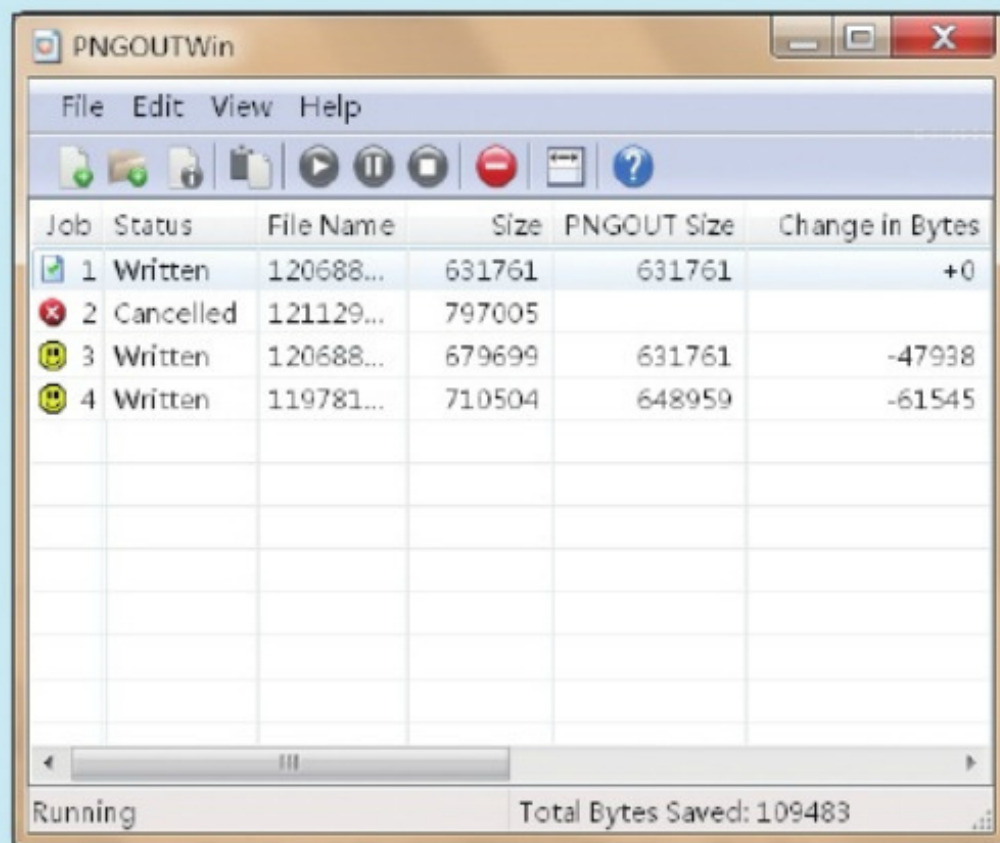 PNGOUTWin
File Edit View Help
Job Status File Name Size PNGOUT Size Change in Bytes
1 Written 120688... 631761 631761 +0
2 Cancelled 121129... 797005
3 Written 120688... 679699 631761 -47938
4 Written 119781... 710504 648959 -61545
Running Total Bytes Saved: 109483